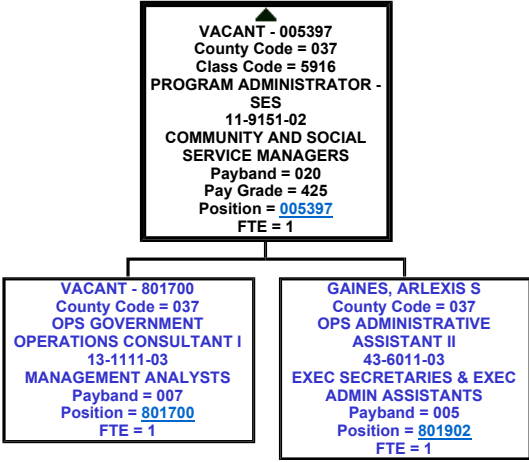 VACANT - 005397
County Code = 037
Class Code = 5916
PROGRAM ADMINISTRATOR -
SES
11-9151-02
COMMUNITY AND SOCIAL
SERVICE MANAGERS
Payband = 020
Pay Grade = 425
Position = 005397
FTE = 1
VACANT - 801700
County Code = 037
OPS GOVERNMENT
OPERATIONS CONSULTANT I
13-1111-03
MANAGEMENT ANALYSTS
Payband = 007
Position = 801700
FTE = 1
GAINES, ARLEXIS S
County Code = 037
OPS ADMINISTRATIVE
ASSISTANT II
43-6011-03
EXEC SECRETARIES & EXEC
ADMIN ASSISTANTS
Payband = 005
Position = 801902
FTE = 1